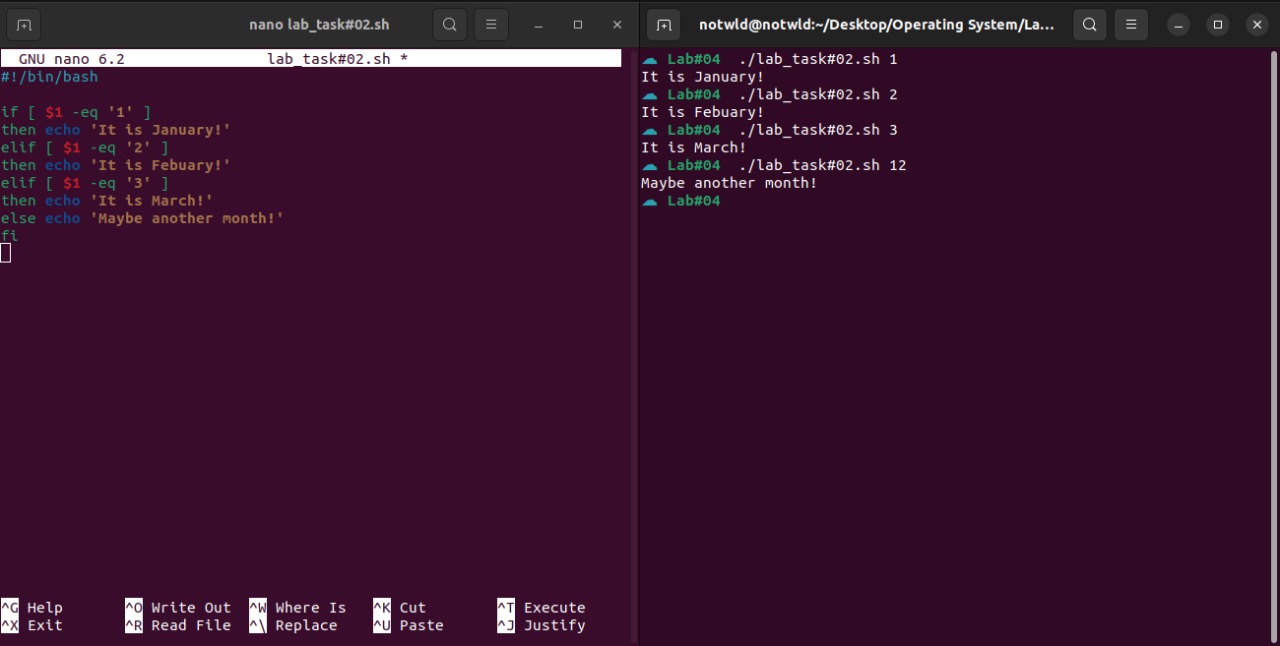 nano lab_task#02.sh
GNU nano 6.2 lab_task#02.sh *
#!/bin/bash
if [ $1 -eq '1' ]
then echo 'It is January!'
elif [ $1 -eq '2' ]
then echo 'It is Febuary!'
elif [ $1 -eq '3' ]
then echo 'It is March!'
else echo 'Maybe another month!'
fi
^G Help ^O Write Out ^W Where Is ^K Cut ^T Execute
^X Exit ^R Read File ^\ Replace ^U Paste ^J Justify
notwld@notwld:~/Desktop/Operating System/La...
Lab#04 ./lab_task#02.sh 1
It is January!
Lab#04 ./lab_task#02.sh 2
It is Febuary!
Lab#04 ./lab_task#02.sh 3
It is March!
Lab#04 ./lab_task#02.sh 12
Maybe another month!
Lab#04